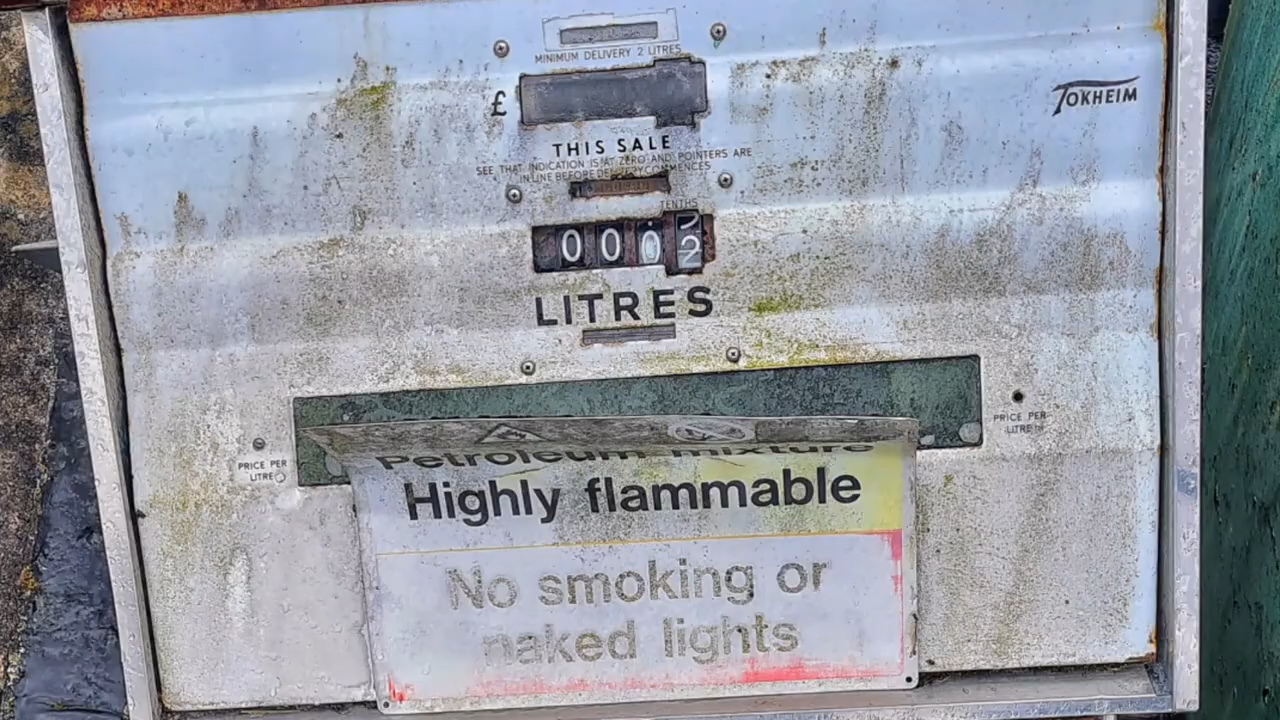 MINIMUM DELIVERY 2 LITRES
£
TOKHEIM
THIS SALE
SEE THAT INDICATION IS AT ZERO AND POINTERS ARE
IN LINE BEFORE DELIVERY COMMENCES
TENTHS
0002
LITRES
PRICE PER
LITRE
PRICE PER
LITRE
Petroleum mixture
Highly flammable
No smoking or
naked lights